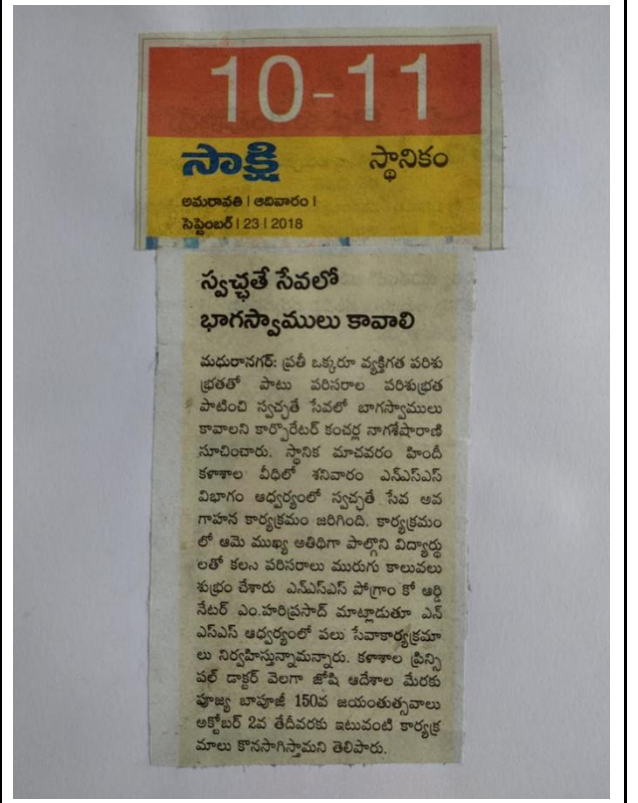 10-11
సాక్షి స్థానికం
అమరావతి | ఆదివారం |
సెప్టెంబర్ | 23 | 2018
స్వచ్ఛతే సేవలో
భాగస్వాములు కావాలి
మధురానగర్: ప్రతీ ఒక్కరూ వ్యక్తిగత పరిశు
భ్రతతో పాటు పరిసరాల పరిశుభ్రత
పాటించి స్వచ్ఛతే సేవలో బాగస్వాములు
కావాలని కార్పొరేటర్ కంచర్ల నాగశేషారాణి
సూచించారు. స్థానిక మాచవరం హిందీ
కళాశాల వీధిలో శనివారం ఎన్ఎస్ఎస్
విభాగం ఆధ్వర్యంలో స్వచ్ఛతే సేవ అవ
గాహన కార్యక్రమం జరిగింది. కార్యక్రమం
లో ఆమె ముఖ్య అతిథిగా పాల్గొని విద్యార్థు
లతో కలసి పరిసరాలు మురుగు కాలువలు
శుభ్రం చేశారు ఎన్ఎస్ఎస్ పోగ్రాం కో ఆర్డి
నేటర్ ఎం.హరిప్రసాద్ మాట్లాడుతూ ఎన్
ఎస్ఎస్ ఆధ్వర్యంలో పలు సేవాకార్యక్రమా
లు నిర్వహిస్తున్నామన్నారు. కళాశాల ప్రిన్సి
పల్ డాక్టర్ వెలగా జోషి ఆదేశాల మేరకు
పూజ్య బాపూజీ 150వ జయంతుత్సవాలు
అక్టోబర్ 2వ తేదీవరకు ఇటువంటి కార్యక్ర
మాలు కొనసాగిస్తామని తెలిపారు.